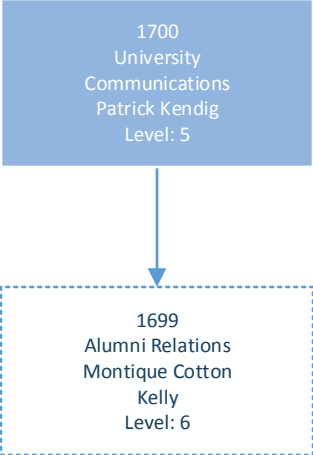 1700
University
Communications
Patrick Kendig
Level: 5
1699
Alumni Relations
Montique Cotton
Kelly
Level: 6